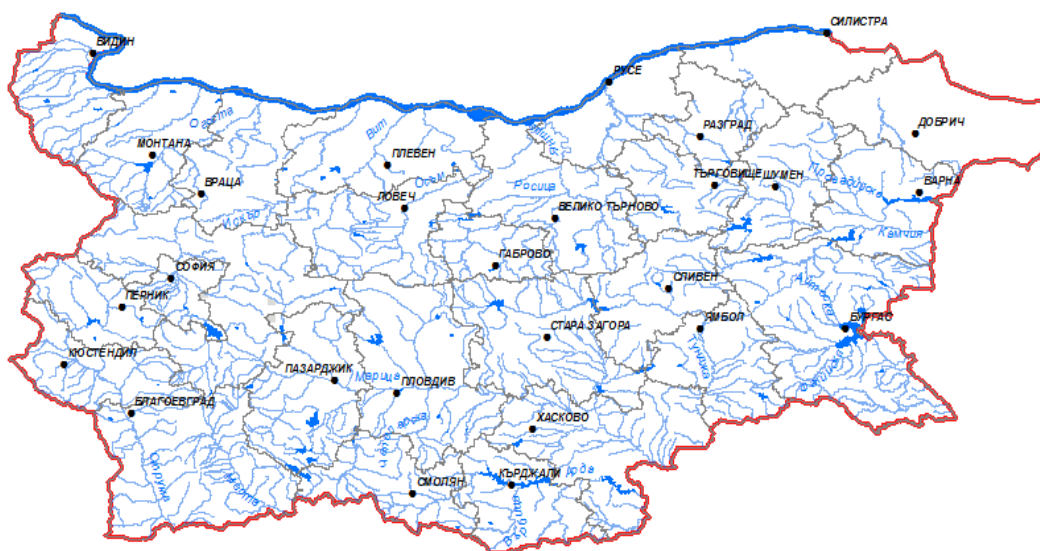 СИЛИСТРА
ВИДИН
РУСЕ
ДОБРИЧ
Огоста
Вит
РАЗГРАД
МОНТАНА
ПЛЕВЕН
Осъм
Росица
ТЪРГОВИЩЕ
ШУМЕН
Провадийска
ВАРНА
ВРАЦА
ЛОВЕЧ
Искър
ВЕЛИКО ТЪРНОВО
Камчия
ГАБРОВО
СОФИЯ
СЛИВЕН
Айтоска
ПЕРНИК
БУРГАС
ЯМБОЛ
СТАРА ЗАГОРА
Тунджа
КЮСТЕНДИЛ
ПАЗАРДЖИК
Марица
ПЛОВДИВ
БЛАГОЕВГРАД
ХАСКОВО
Струма
Места
СМОЛЯН
КЪРДЖАЛИ